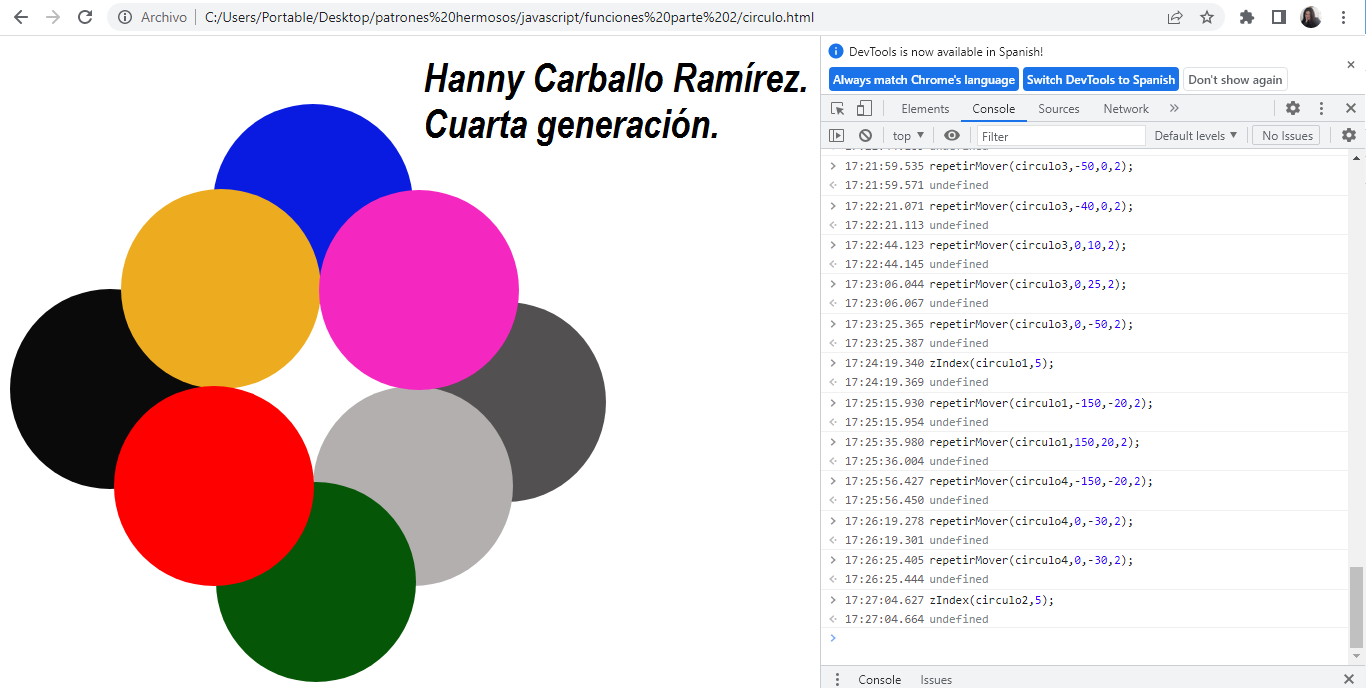 Archivo C:/Users/Portable/Desktop/patrones%20hermosos/javascript/funciones%20parte%202/circulo.html
Hanny Carballo Ramírez.
Cuarta generación.
DevTools is now available in Spanish!
Always match Chrome's language Switch DevTools to Spanish Don't show again
Elements Console Sources Network
top Filter Default levels No Issues
17:21:59.535 repetirMover(circulo3,-50,0,2);
17:21:59.571 undefined
17:22:21.071 repetirMover(circulo3,-40,0,2);
17:22:21.113 undefined
17:22:44.123 repetirMover(circulo3,0,10,2);
17:22:44.145 undefined
17:23:06.044 repetirMover(circulo3,0,25,2);
17:23:06.067 undefined
17:23:25.365 repetirMover(circulo3,0,-50,2);
17:23:25.387 undefined
17:24:19.340 zIndex(circulo1,5);
17:24:19.369 undefined
17:25:15.930 repetirMover(circulo1,-150,-20,2);
17:25:15.954 undefined
17:25:35.980 repetirMover(circulo1,150,20,2);
17:25:36.004 undefined
17:25:56.427 repetirMover(circulo4,-150,-20,2);
17:25:56.450 undefined
17:26:19.278 repetirMover(circulo4,0,-30,2);
17:26:19.301 undefined
17:26:25.405 repetirMover(circulo4,0,-30,2);
17:26:25.444 undefined
17:27:04.627 zIndex(circulo2,5);
17:27:04.664 undefined
Console Issues